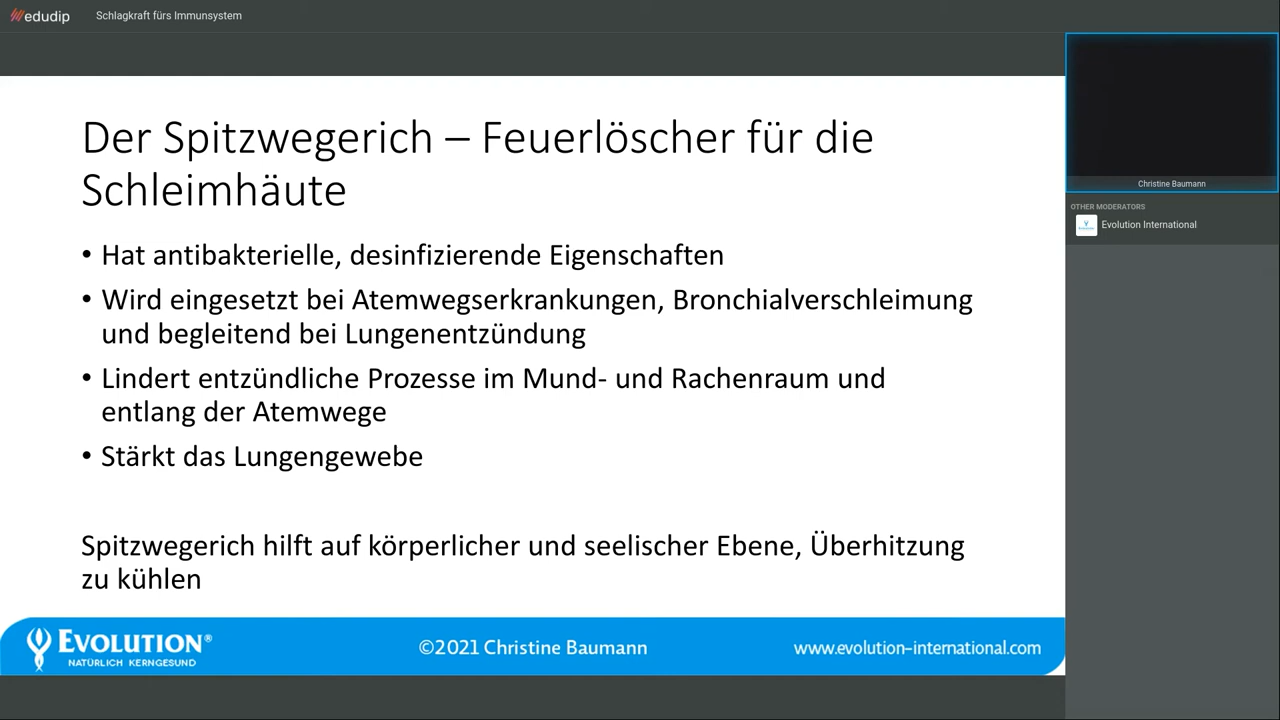 edudip
Schlagkraft fürs Immunsystem
Der Spitzwegerich – Feuerlöscher für die
Schleimhäute
• Hat antibakterielle, desinfizierende Eigenschaften
• Wird eingesetzt bei Atemwegserkrankungen, Bronchialverschleimung
und begleitend bei Lungenentzündung
• Lindert entzündliche Prozesse im Mund- und Rachenraum und
entlang der Atemwege
• Stärkt das Lungengewebe
Spitzwegerich hilft auf körperlicher und seelischer Ebene, Überhitzung
zu kühlen
EVOLUTION®
NATÜRLICH KERNGESUND
©2021 Christine Baumann
www.evolution-international.com
Christine Baumann
OTHER MODERATORS
Evolution International